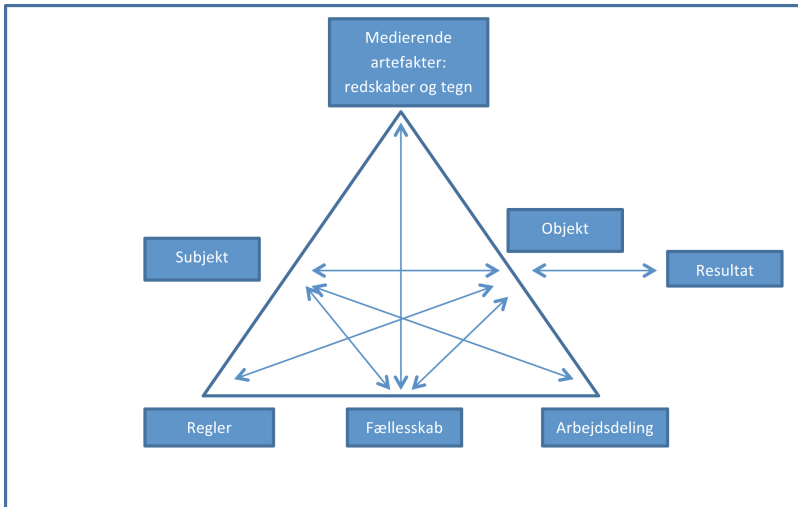 Medierende
artefakter:
redskaber og tegn
Objekt
Subjekt
Resultat
Regler
Fællesskab
Arbejdsdeling